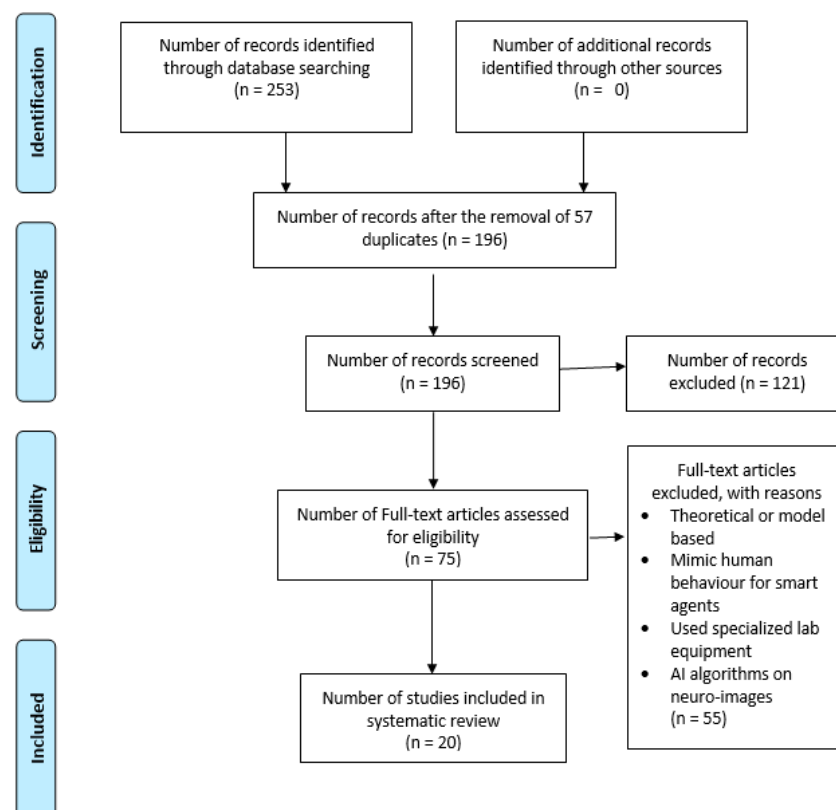 Identification
Number of records identified
through database searching
(n = 253)
Number of additional records
identified through other sources
(n = 0)
Number of records after the removal of 57
duplicates (n = 196)
Screening
Number of records screened
(n = 196)
Number of records
excluded (n = 121)
Eligibility
Number of Full-text articles assessed
for eligibility
(n = 75)
Full-text articles
excluded, with reasons
• Theoretical or model
based
• Mimic human
behaviour for smart
agents
• Used specialized lab
equipment
• AI algorithms on
neuro-images
(n = 55)
Included
Number of studies included in
systematic review
(n = 20)